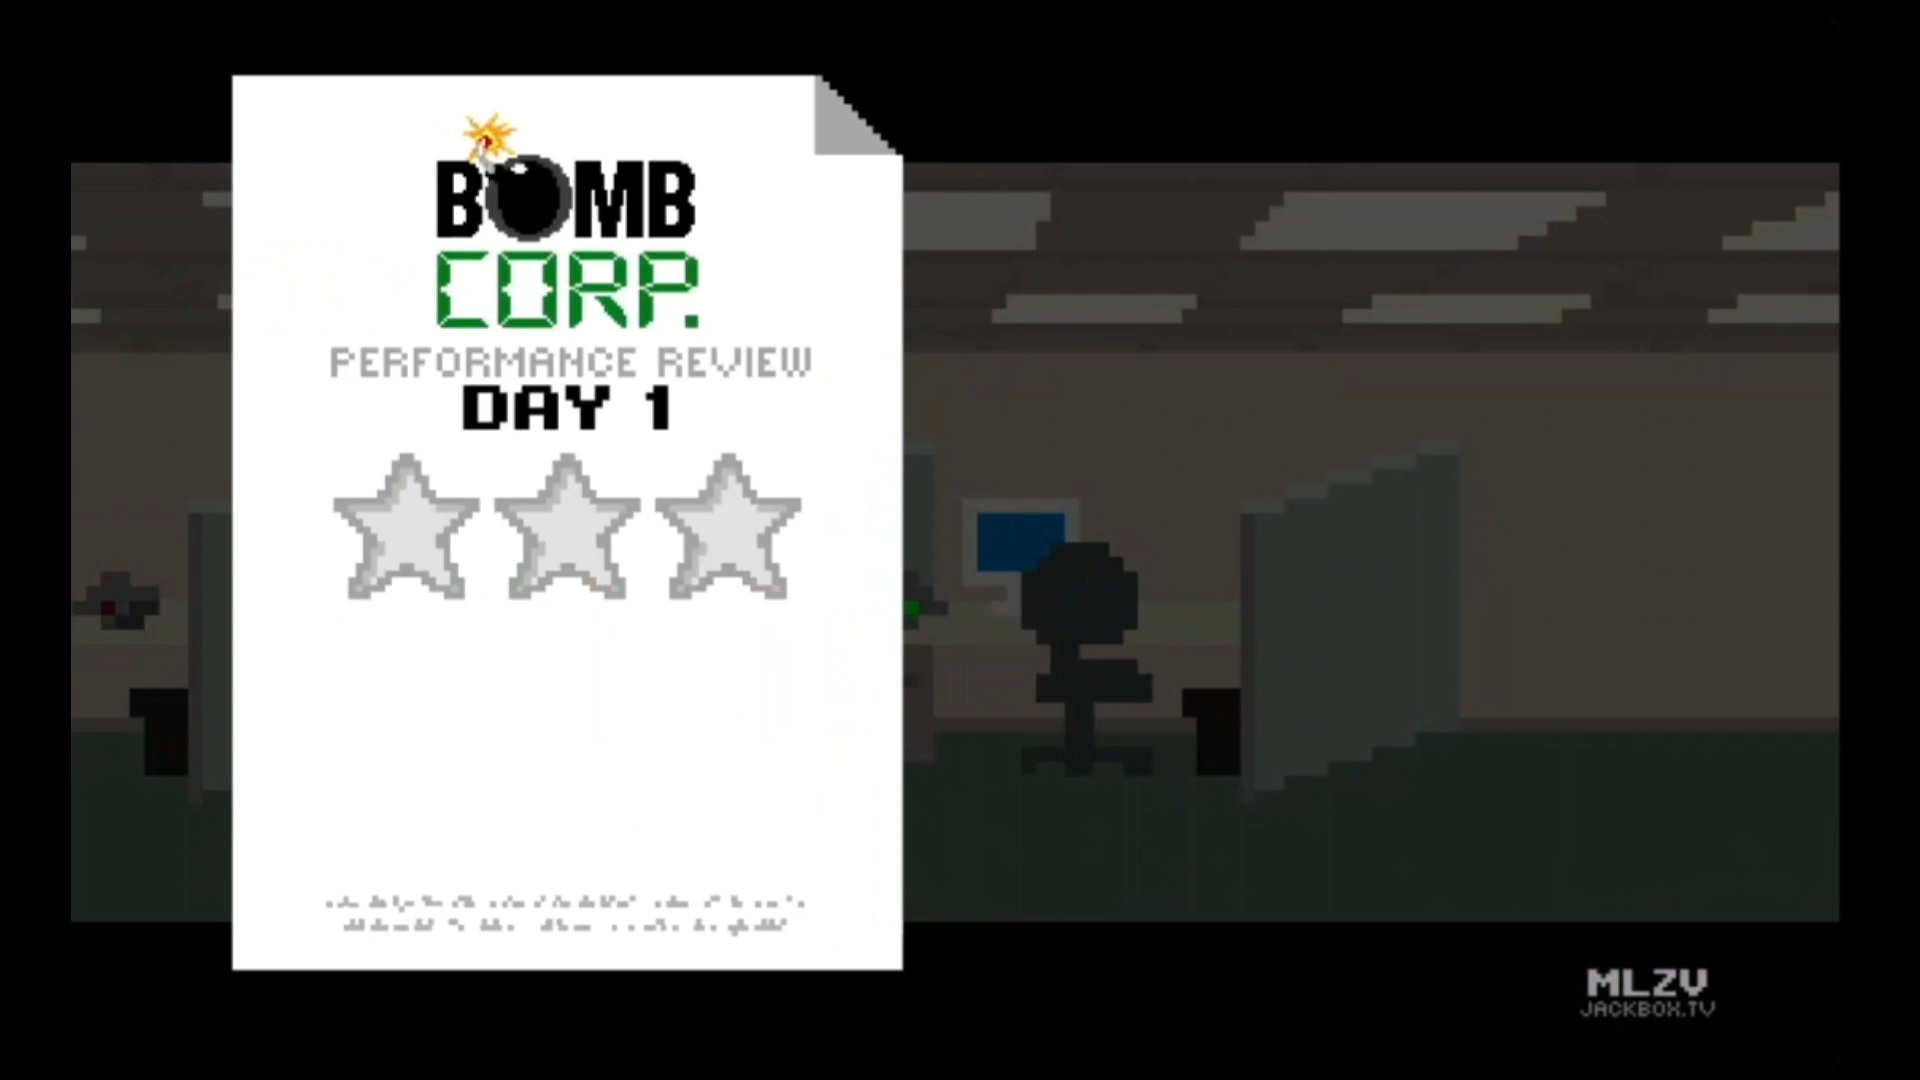 BOMB
CORP.
PERFORMANCE REVIEW
DAY 1
MLZV
JACKBOX.TV